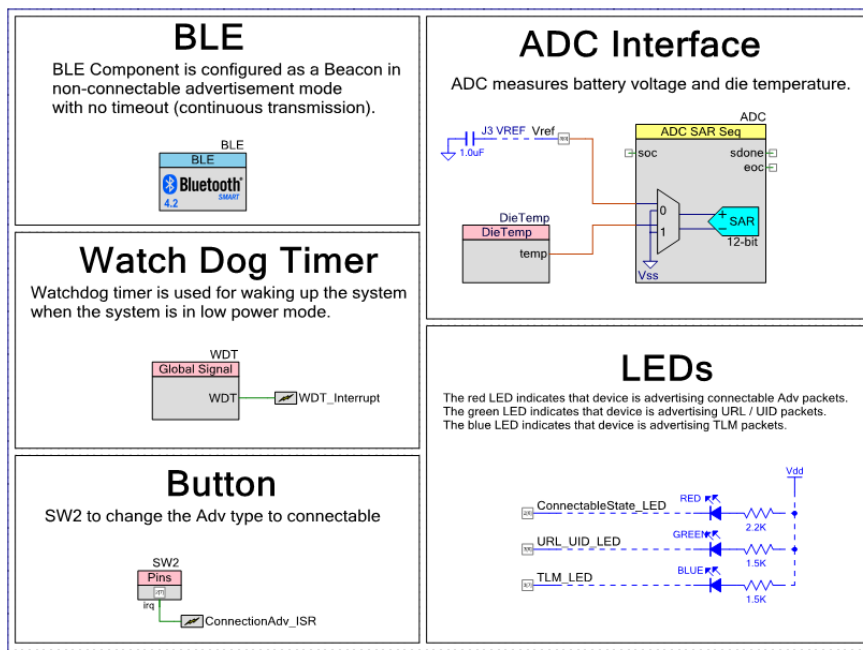 BLE
BLE Component is configured as a Beacon in
non-connectable advertisement mode
with no timeout (continuous transmission).
BLE
BLE
Bluetooth®
SMART
4.2
Watch Dog Timer
Watchdog timer is used for waking up the system
when the system is in low power mode.
WDT
Global Signal
WDT
WDT_Interrupt
Button
SW2 to change the Adv type to connectable
SW2
Pins
irq
ConnectionAdv_ISR
ADC Interface
ADC measures battery voltage and die temperature.
ADC
ADC SAR Seq
J3 VREF Vref
1.0uF
soc
sdone
eoc
DieTemp
DieTemp
temp
0
1
+
SAR
-
12-bit
Vss
LEDs
The red LED indicates that device is advertising connectable Adv packets.
The green LED indicates that device is advertising URL / UID packets.
The blue LED indicates that device is advertising TLM packets.
Vdd
ConnectableState_LED
RED
2.2K
URL_UID_LED
GREEN
1.5K
TLM_LED
BLUE
1.5K